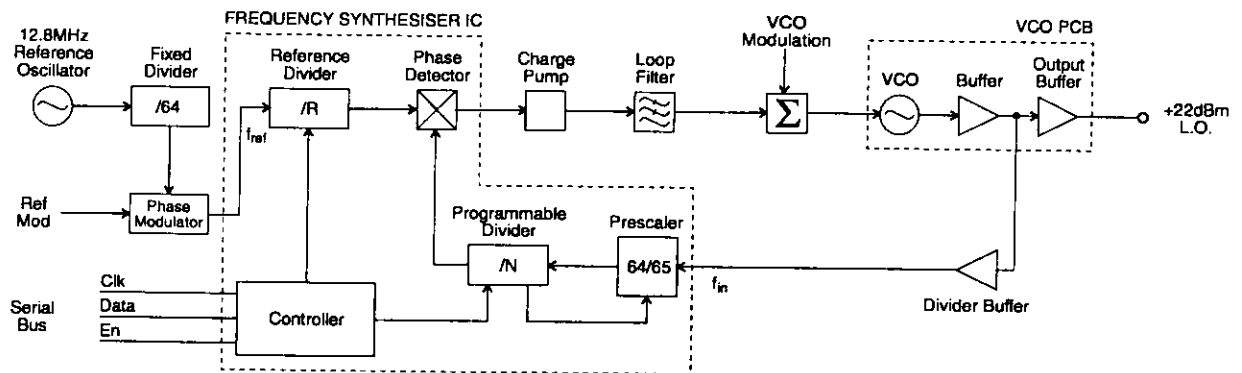 FREQUENCY SYNTHESISER IC
12.8MHz
Reference
Oscillator
Fixed
Divider
/64
Reference
Divider
/R
Phase
Detector
Charge
Pump
Loop
Filter
VCO
Modulation
Σ
VCO PCB
VCO
Buffer
Output
Buffer
+22dBm
L.O.
fref
Ref
Mod
Phase
Modulator
Programmable
Divider
/N
Prescaler
64/65
fin
Divider Buffer
Serial
Bus
Clk
Data
En
Controller